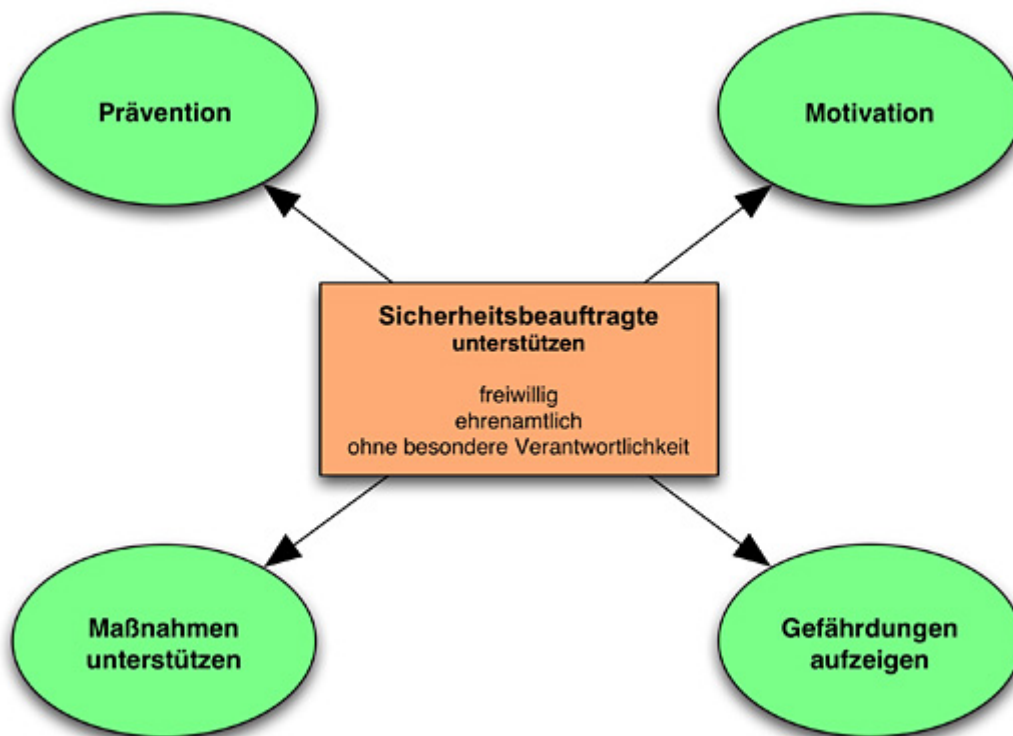 Prävention
Motivation
Sicherheitsbeauftragte
unterstützen
freiwillig
ehrenamtlich
ohne besondere Verantwortlichkeit
Maßnahmen
unterstützen
Gefährdungen
aufzeigen